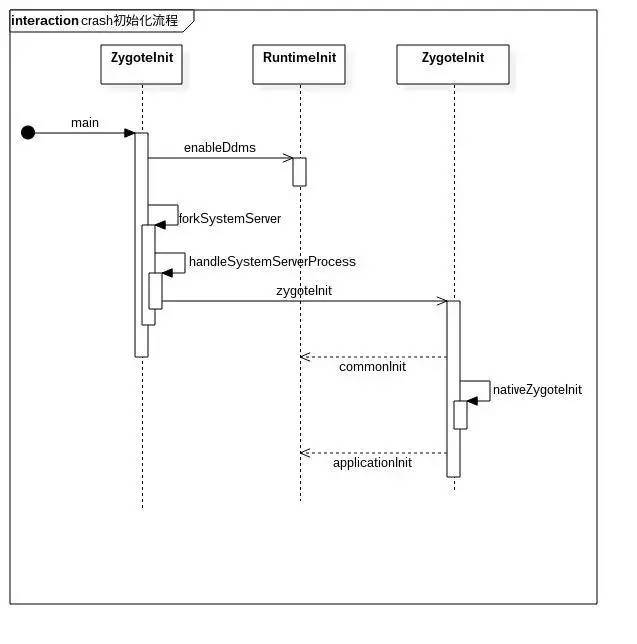 interaction crash初始化流程
ZygoteInit
RuntimeInit
ZygoteInit
main
enableDdms
forkSystemServer
handleSystemServerProcess
zygoteInit
commonInit
nativeZygoteInit
applicationInit